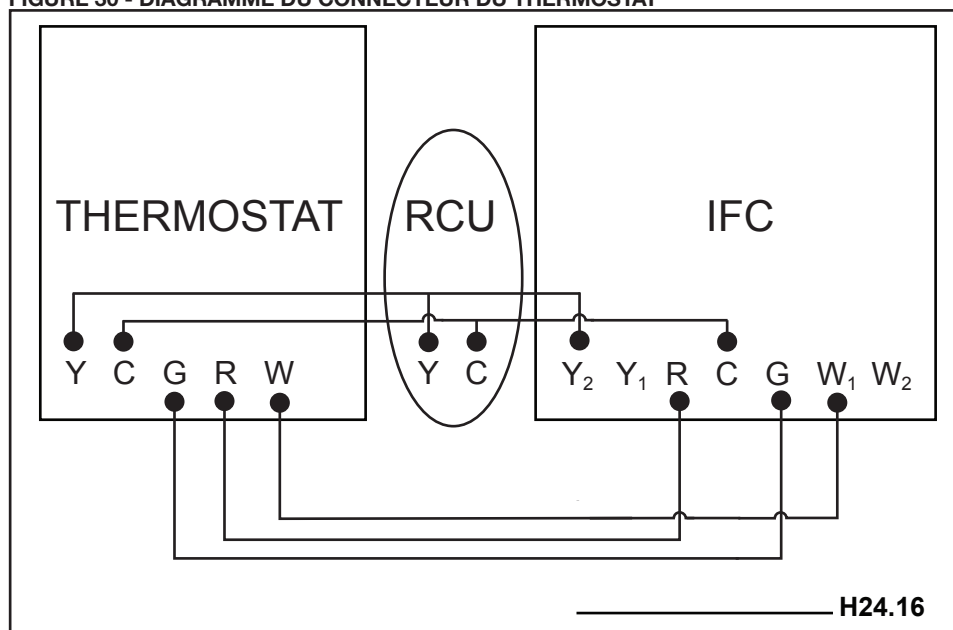 FIGURE 30 - DIAGRAMME DU CONNECTEUR DU THERMOSTAT
THERMOSTAT RCU IFC
Y C G R W Y C Y₂ Y₁ R C G W₁ W₂
H24.16